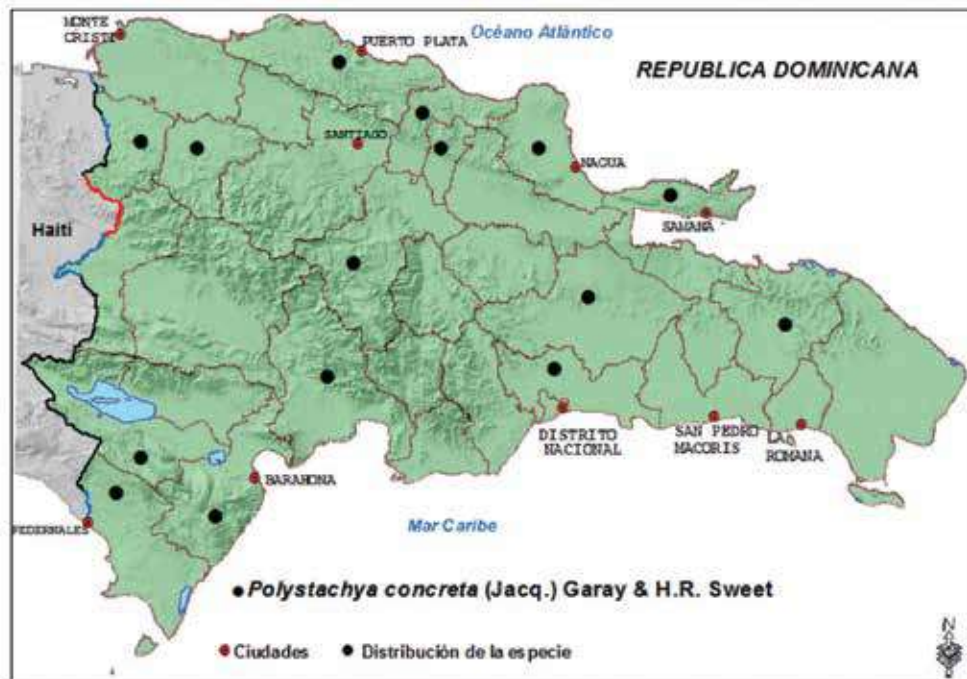 MONTE
CRISTI
PUERTO PLATA
Océano Atlántico
REPUBLICA DOMINICANA
SANTIAGO
NAGUA
SAMANA
Haití
DISTRITO
NACIONAL
SAN PEDRO
MACORIS
LA
ROMANA
BARAHONA
PEDERNALES
Mar Caribe
Polystachya concreta (Jacq.) Garay & H.R. Sweet
Ciudades
Distribución de la especie
N